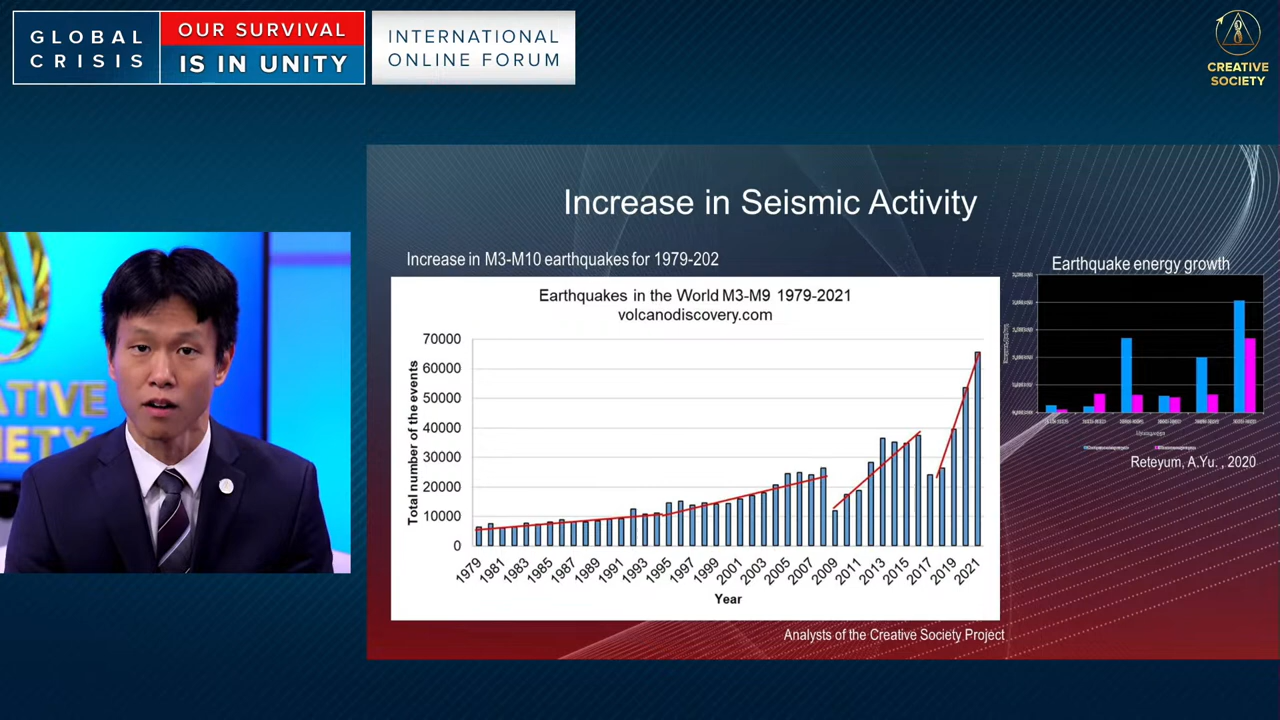 GLOBAL
CRISIS
OUR SURVIVAL
IS IN UNITY
INTERNATIONAL
ONLINE FORUM
CREATIVE
SOCIETY
ATIVE
CIETY
Increase in Seismic Activity
Increase in M3-M10 earthquakes for 1979-202
Earthquakes in the World M3-M9 1979-2021
volcanodiscovery.com
Total number of the events
70000
60000
50000
40000
30000
20000
10000
0
1979
1981
1983
1985
1987
1989
1991
1993
1995
1997
1999
2001
2003
2005
2007
2009
2011
2013
2015
2017
2019
2021
Year
Analysts of the Creative Society Project
Earthquake energy growth
Reteyum, A.Yu. , 2020